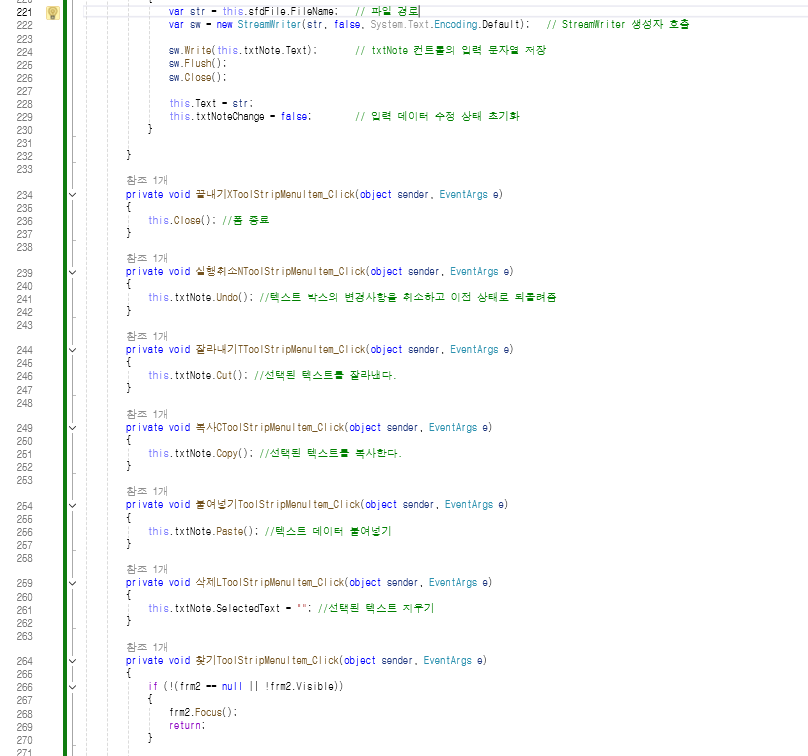 220 {
221 var str = this.sfdFile.FileName; // 파일 경로
222 var sw = new StreamWriter(str, false, System.Text.Encoding.Default); // StreamWriter 생성자 호출
223
224 sw.Write(this.txtNote.Text); // txtNote 컨트롤의 입력 문자열 저장
225 sw.Flush();
226 sw.Close();
227
228 this.Text = str;
229 this.txtNoteChange = false; // 입력 데이터 수정 상태 초기화
230 }
231
232 }
233
참조 1개
234 private void 끝내기XToolStripMenuItem_Click(object sender, EventArgs e)
235 {
236 this.Close(); //폼 종료
237 }
238
참조 1개
239 private void 실행취소NToolStripMenuItem_Click(object sender, EventArgs e)
240 {
241 this.txtNote.Undo(); //텍스트 박스의 변경사항을 취소하고 이전 상태로 되돌려줌
242 }
243
참조 1개
244 private void 잘라내기TToolStripMenuItem_Click(object sender, EventArgs e)
245 {
246 this.txtNote.Cut(); //선택된 텍스트를 잘라낸다.
247 }
248
참조 1개
249 private void 복사CToolStripMenuItem_Click(object sender, EventArgs e)
250 {
251 this.txtNote.Copy(); //선택된 텍스트를 복사한다.
252 }
253
참조 1개
254 private void 붙여넣기ToolStripMenuItem_Click(object sender, EventArgs e)
255 {
256 this.txtNote.Paste(); //텍스트 데이터 붙여넣기
257 }
258
참조 1개
259 private void 삭제LToolStripMenuItem_Click(object sender, EventArgs e)
260 {
261 this.txtNote.SelectedText = ""; //선택된 텍스트 지우기
262 }
263
참조 1개
264 private void 찾기ToolStripMenuItem_Click(object sender, EventArgs e)
265 {
266 if (!(frm2 == null || !frm2.Visible))
267 {
268 frm2.Focus();
269 return;
270 }
271